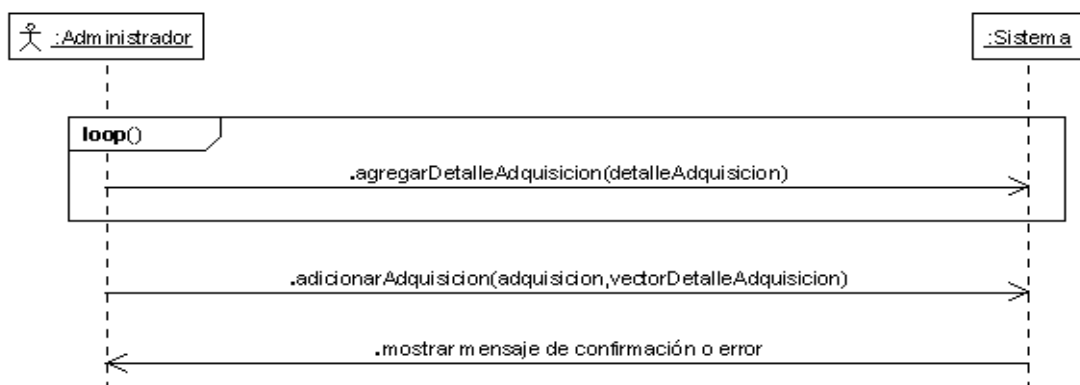 :Administrador
:Sistema
loop()
.agregarDetalleAdquisicion(detalleAdquisicion)
.adicionarAdquisicion(adquisicion,vectorDetalleAdquisicion)
.mostrar mensaje de confirmación o error